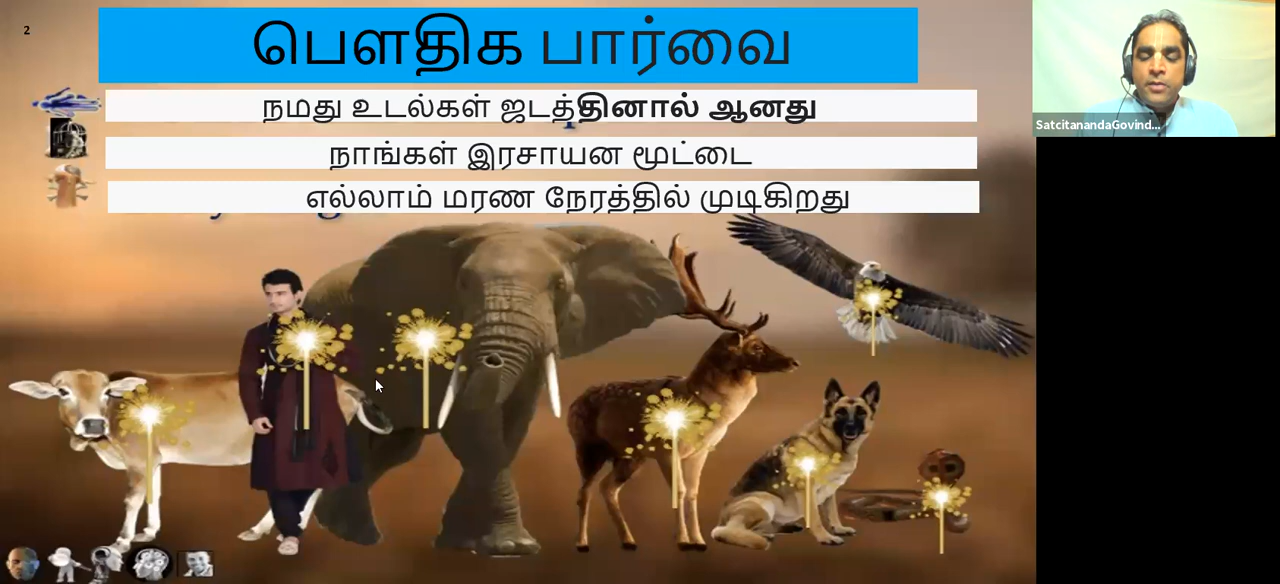 2
பௌதிக பார்வை
நமது உடல்கள் ஜடத்தினால் ஆனது
நாங்கள் இரசாயன மூட்டை
எல்லாம் மரண நேரத்தில் முடிகிறது
SatcitanandaGovind...